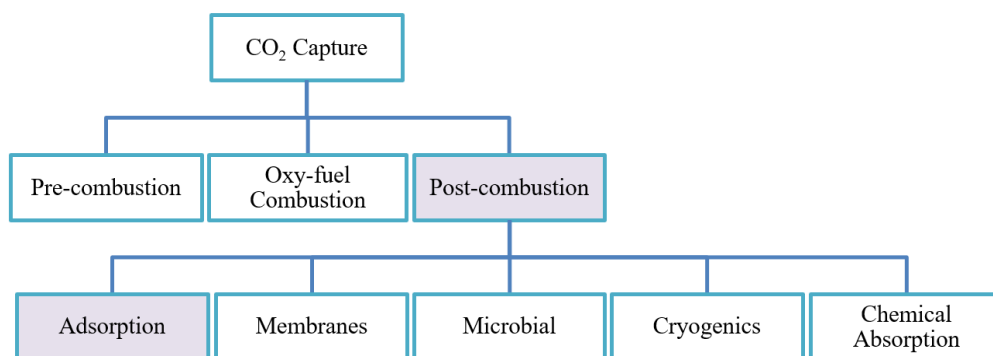 CO₂ Capture
Pre-combustion
Oxy-fuel
Combustion
Post-combustion
Adsorption
Membranes
Microbial
Cryogenics
Chemical
Absorption